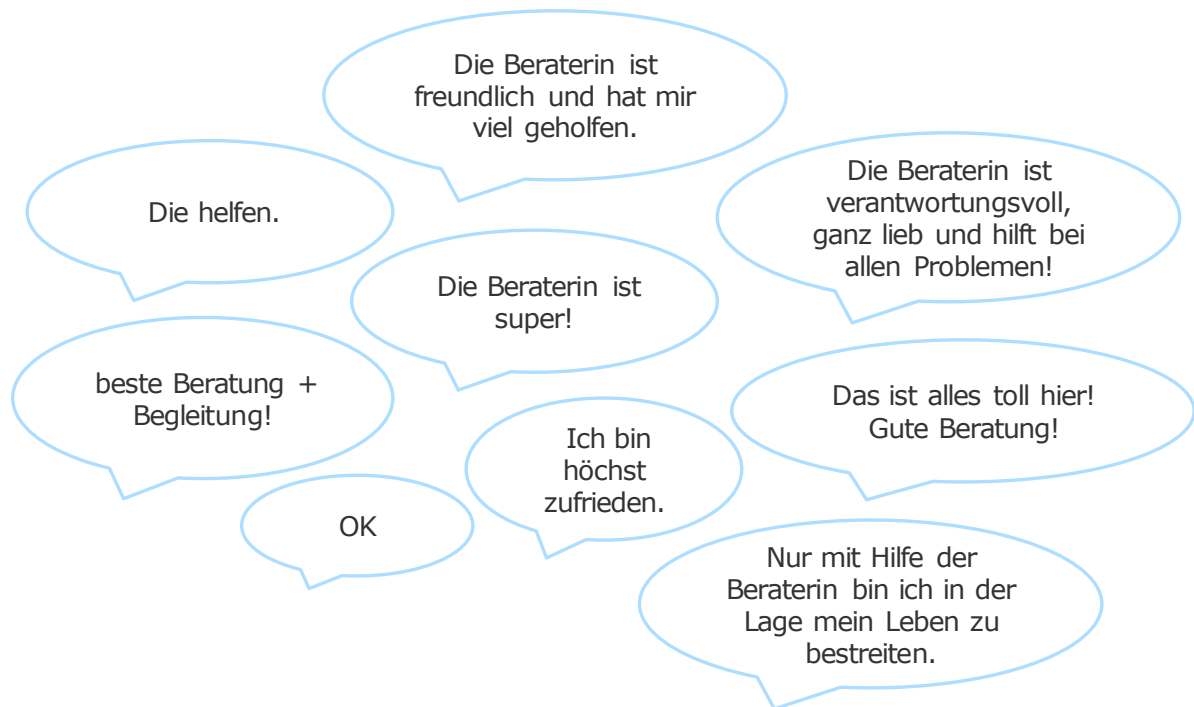 Die Beraterin ist
freundlich und hat mir
viel geholfen.
Die helfen.
Die Beraterin ist
verantwortungsvoll,
ganz lieb und hilft bei
allen Problemen!
Die Beraterin ist
super!
beste Beratung +
Begleitung!
Das ist alles toll hier!
Gute Beratung!
Ich bin
höchst
zufrieden.
OK
Nur mit Hilfe der
Beraterin bin ich in der
Lage mein Leben zu
bestreiten.